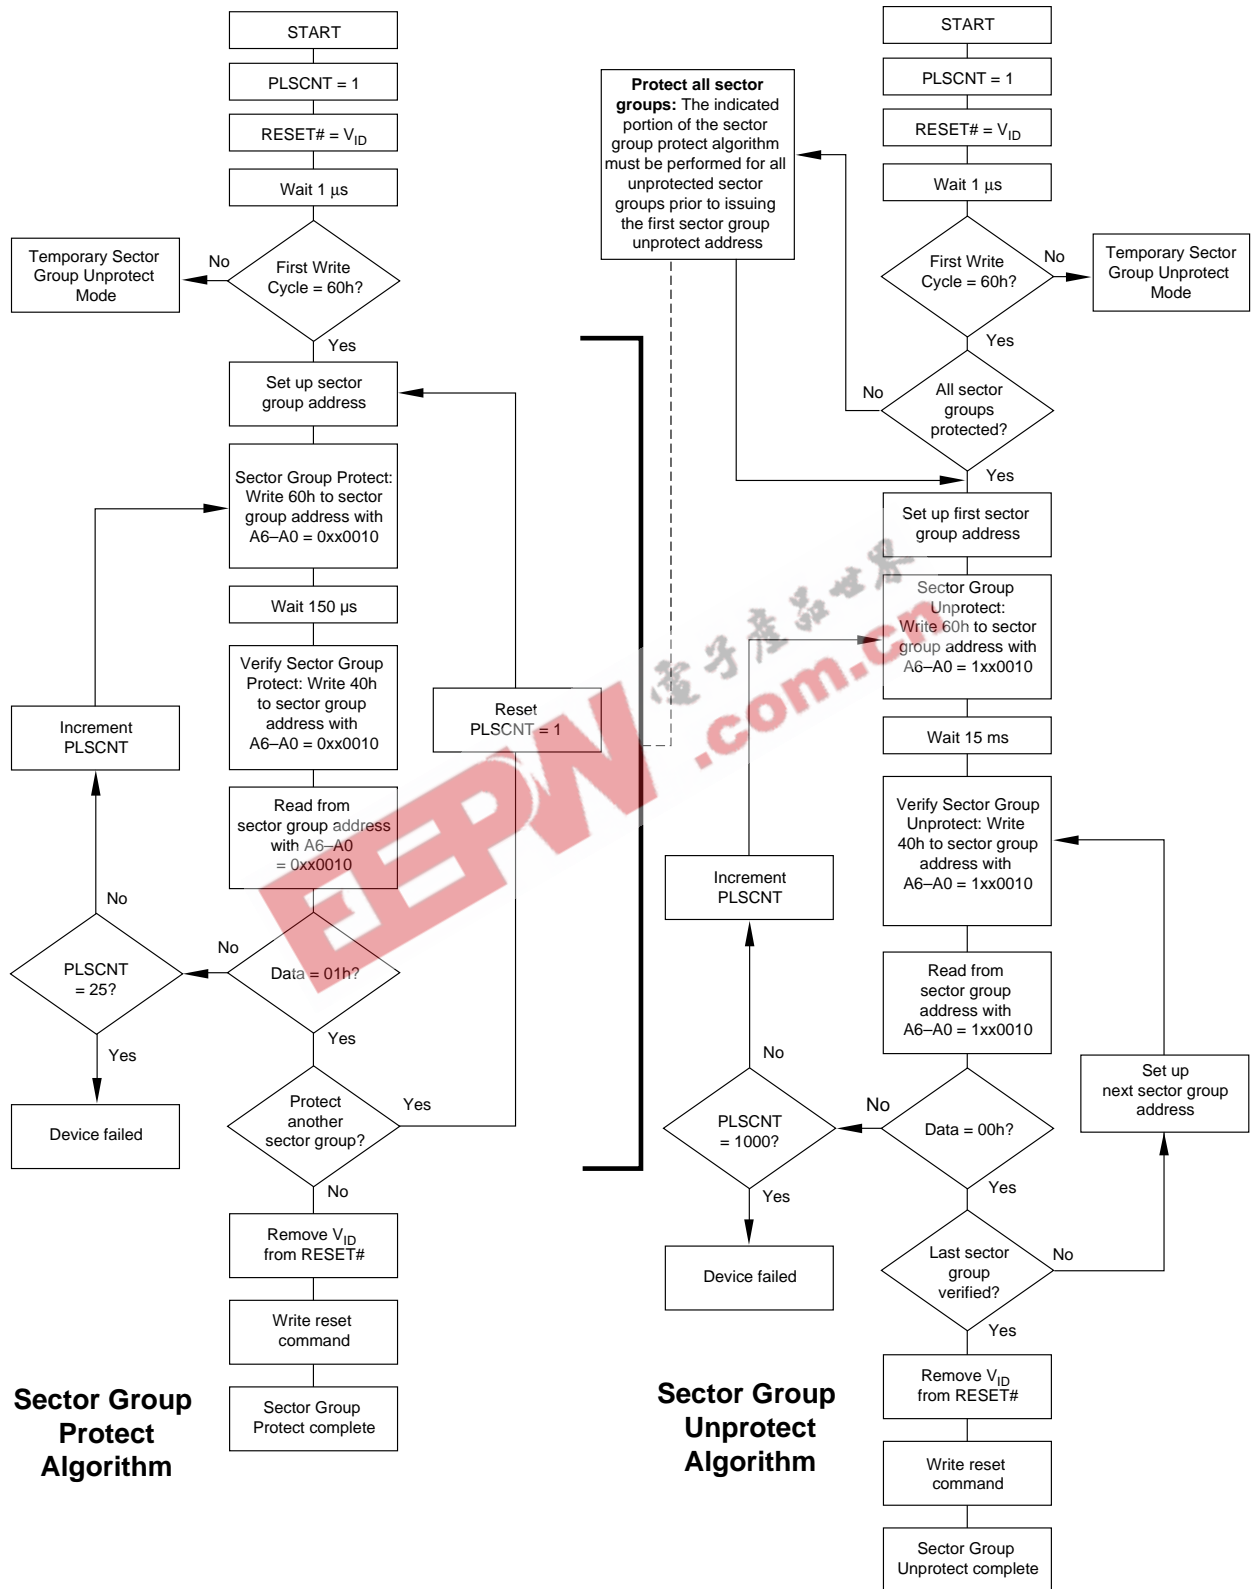 START
PLSCNT = 1
RESET# = VID
Wait 1 µs
First Write
Cycle = 60h?
No
Temporary Sector
Group Unprotect
Mode
Yes
Set up sector
group address
Sector Group Protect:
Write 60h to sector
group address with
A6–A0 = 0xx0010
Wait 150 µs
Verify Sector Group
Protect: Write 40h
to sector group
address with
A6–A0 = 0xx0010
Read from
sector group address
with A6–A0
= 0xx0010
Data = 01h?
No
PLSCNT
= 25?
No
Increment
PLSCNT
Yes
Device failed
Yes
Protect
another
sector group?
Yes
Reset
PLSCNT = 1
No
Remove VID
from RESET#
Write reset
command
Sector Group
Protect complete
Sector Group
Protect
Algorithm
Protect all sector
groups: The indicated
portion of the sector
group protect algorithm
must be performed for all
unprotected sector
groups prior to issuing
the first sector group
unprotect address
START
PLSCNT = 1
RESET# = VID
Wait 1 µs
First Write
Cycle = 60h?
No
Temporary Sector
Group Unprotect
Mode
Yes
All sector
groups
protected?
No
Yes
Set up first sector
group address
Sector Group
Unprotect:
Write 60h to sector
group address with
A6–A0 = 1xx0010
Wait 15 ms
Verify Sector Group
Unprotect: Write
40h to sector group
address with
A6–A0 = 1xx0010
Read from
sector group
address with
A6–A0 = 1xx0010
Data = 00h?
No
PLSCNT
= 1000?
No
Increment
PLSCNT
Yes
Device failed
Yes
Last sector
group
verified?
No
Set up
next sector group
address
Yes
Remove VID
from RESET#
Write reset
command
Sector Group
Unprotect complete
Sector Group
Unprotect
Algorithm
EEPW
電子產品世界
.com.cn